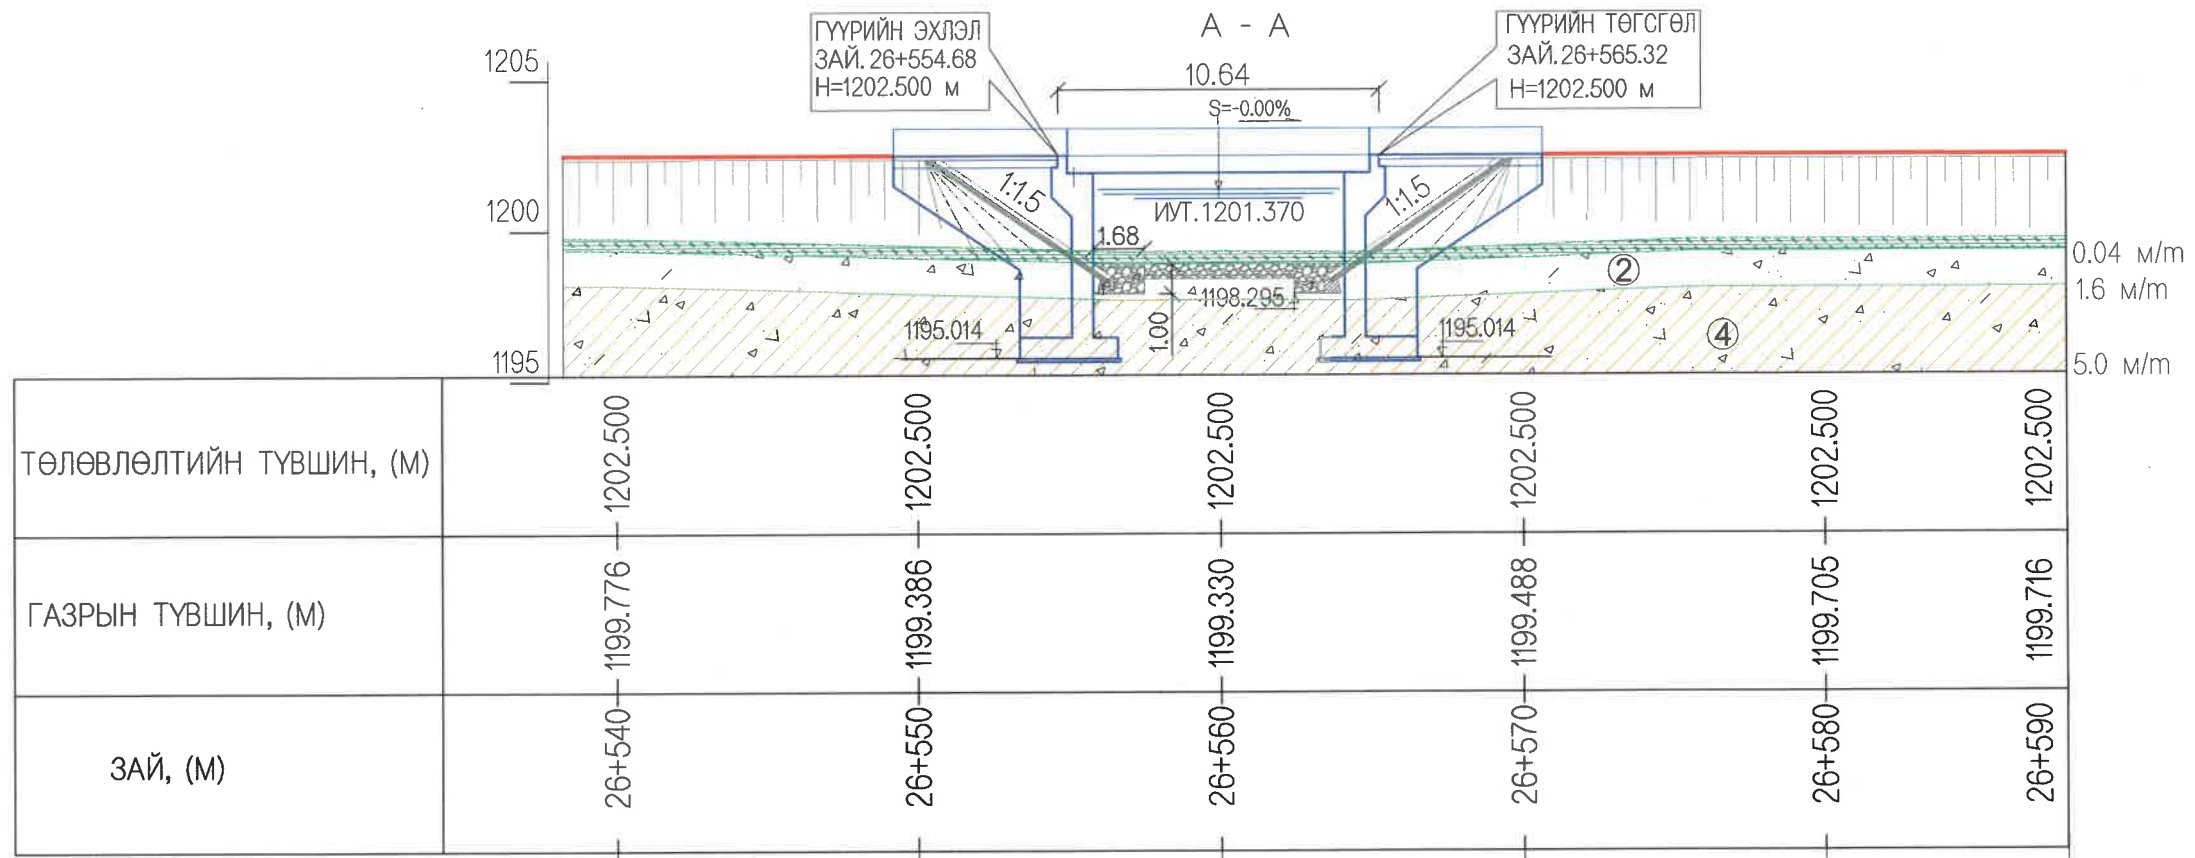 A - A
ГҮҮРИЙН ЭХЛЭЛ
ЗАЙ. 26+554.68
H=1202.500 м
ГҮҮРИЙН ТӨГСГӨЛ
ЗАЙ. 26+565.32
H=1202.500 м
10.64
S=-0.00%
1205
1200
1195
1:1.5
1:1.5
ИУТ. 1201.370
1.68
1198.295
1.00
1195.014
1195.014
2
4
0.04 м/m
1.6 м/m
5.0 м/m
ТӨЛӨВЛӨЛТИЙН ТҮВШИН, (М)
1202.500
1202.500
1202.500
1202.500
1202.500
1202.500
ГАЗРЫН ТҮВШИН, (М)
1199.776
1199.386
1199.330
1199.488
1199.705
1199.716
ЗАЙ, (М)
26+540
26+550
26+560
26+570
26+580
26+590